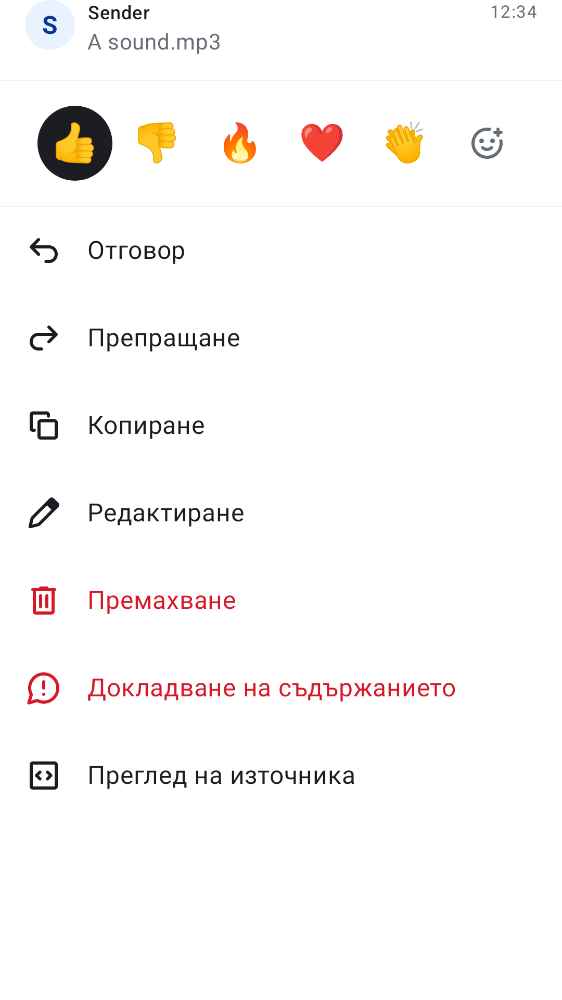 S
Sender
12:34
A sound.mp3
Отговор
Препращане
Копиране
Редактиране
Премахване
Докладване на съдържанието
Преглед на източника